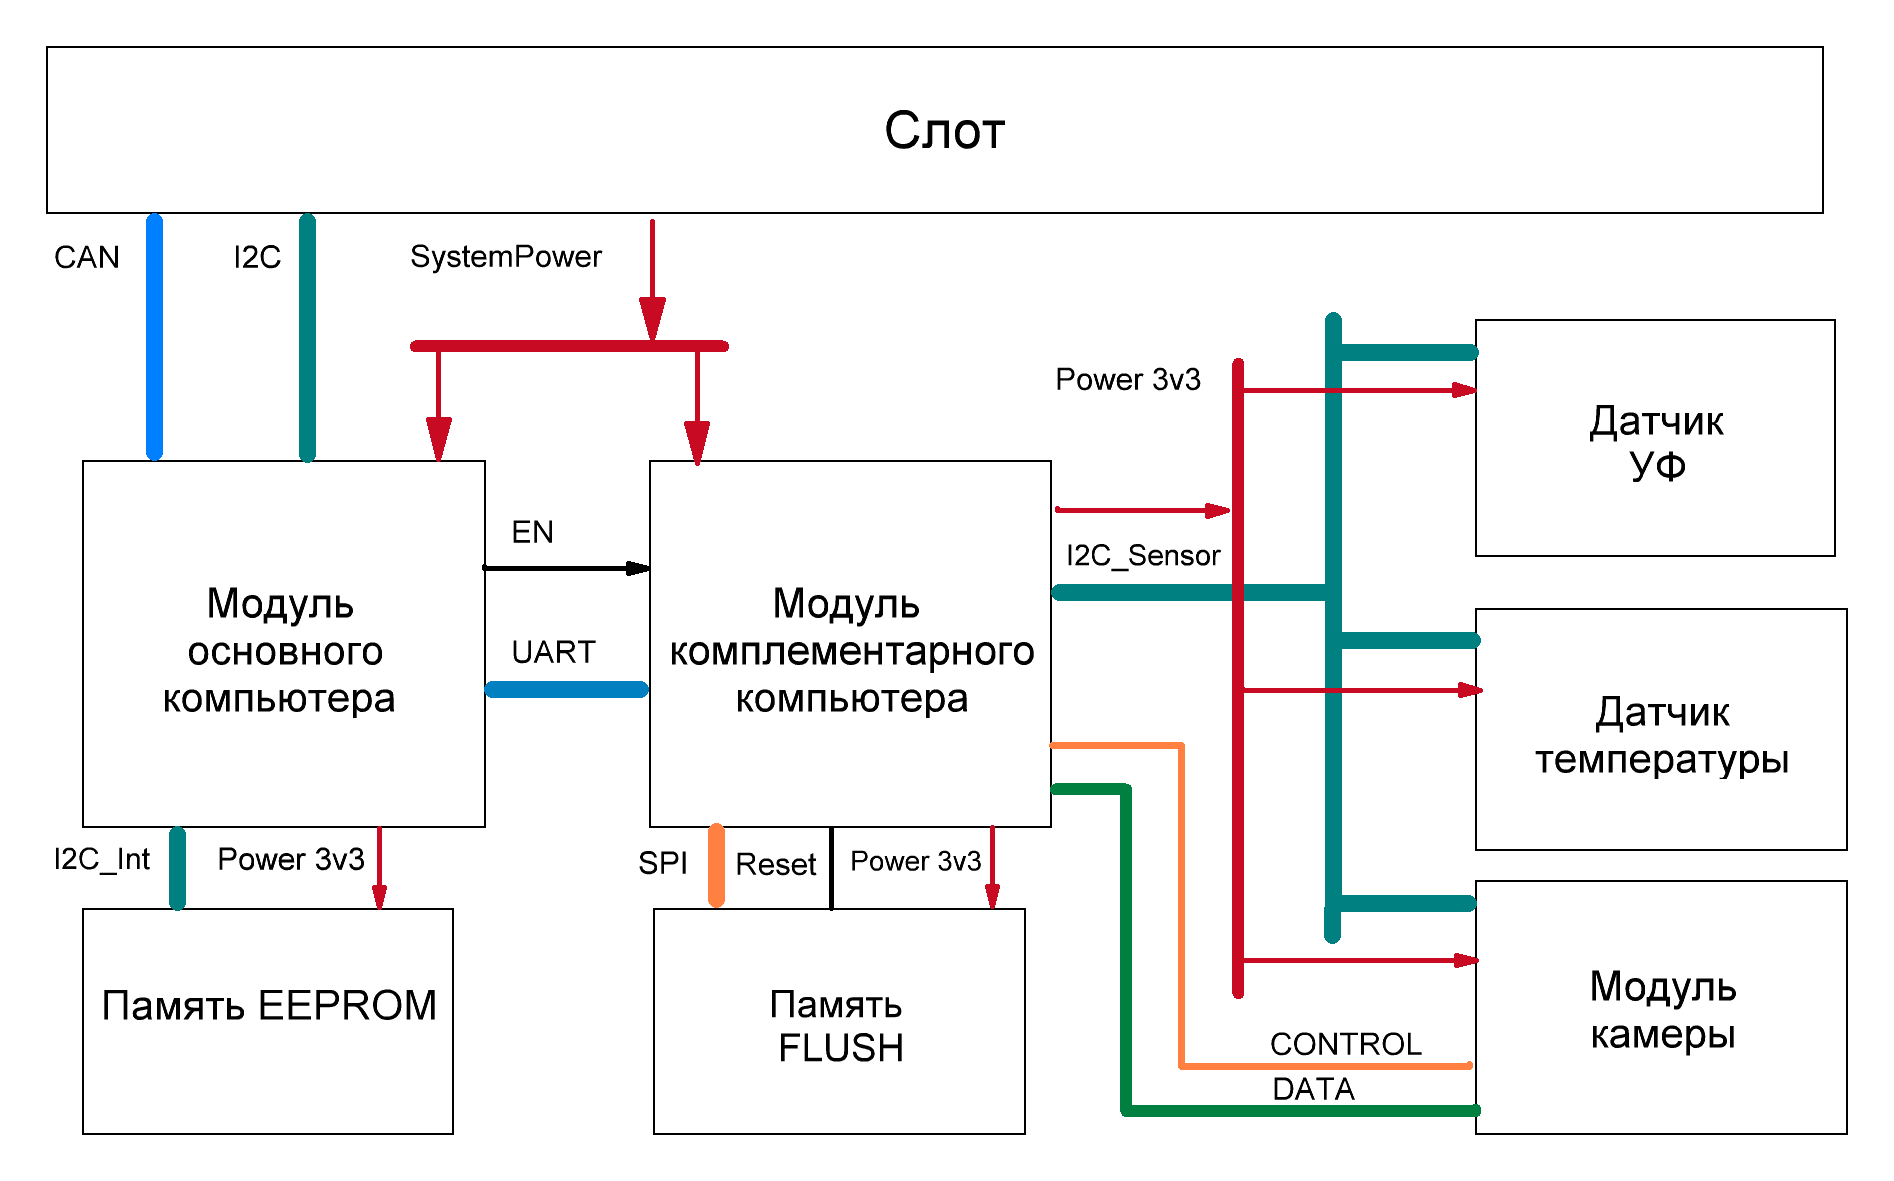 Слот
CAN
I2C
SystemPower
Power 3v3
Датчик
УФ
EN
I2C_Sensor
Модуль
основного
компьютера
UART
Модуль
комплементарного
компьютера
Датчик
температуры
I2C_Int
Power 3v3
SPI
Reset
Power 3v3
Память EEPROM
Память
FLUSH
Модуль
камеры
CONTROL
DATA